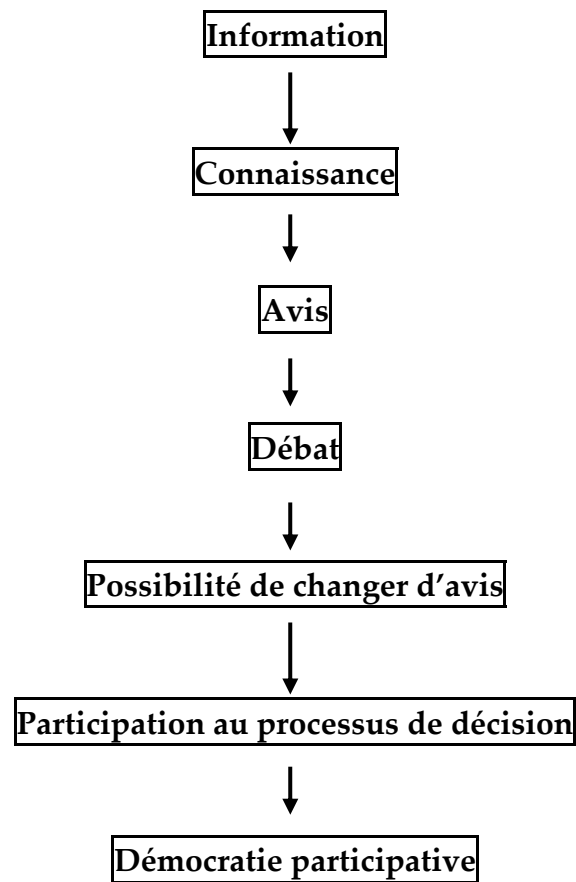 Information
Connaissance
Avis
Débat
Possibilité de changer d’avis
Participation au processus de décision
Démocratie participative